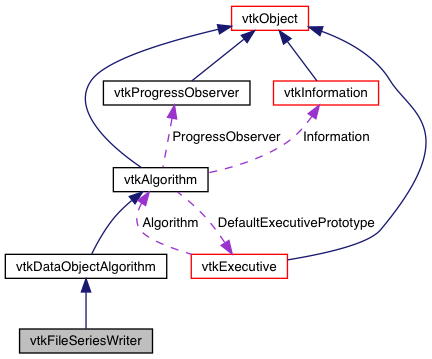 vtkObject
vtkProgressObserver
vtkInformation
ProgressObserver
Information
vtkAlgorithm
Algorithm
DefaultExecutivePrototype
vtkDataObjectAlgorithm
vtkExecutive
vtkFileSeriesWriter